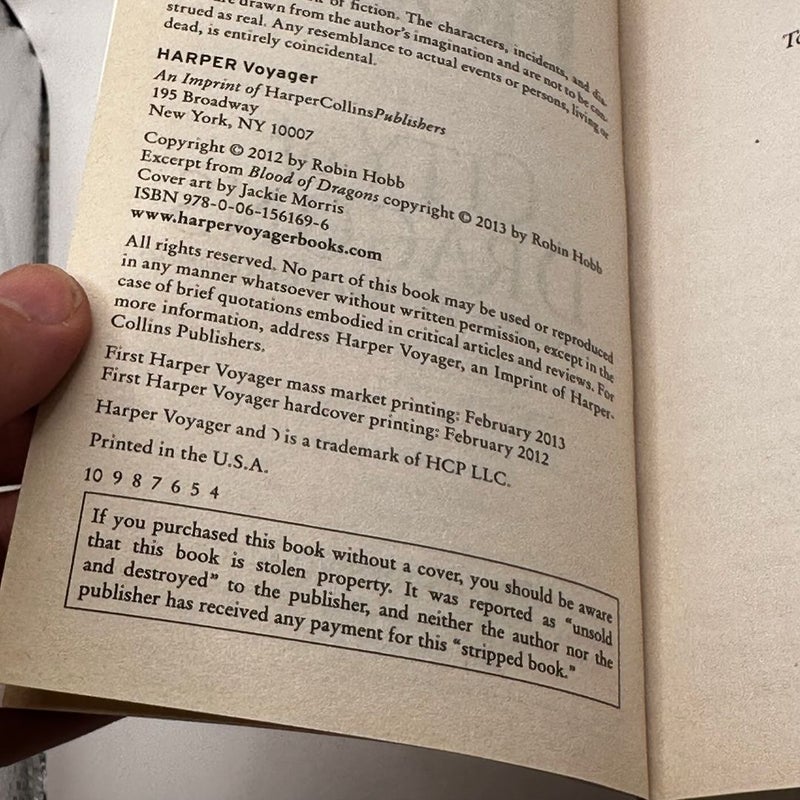 of fiction. The characters, incidents, and dia-
are drawn from the author's imagination and are not to be con-
strued as real. Any resemblance to actual events or persons, living or
dead, is entirely coincidental.
HARPER Voyager
An Imprint of HarperCollinsPublishers
195 Broadway
New York, NY 10007
Copyright © 2012 by Robin Hobb
Excerpt from Blood of Dragons copyright © 2013 by Robin Hobb
Cover art by Jackie Morris
ISBN 978-0-06-156169-6
www.harpervoyagerbooks.com
All rights reserved. No part of this book may be used or reproduced
in any manner whatsoever without written permission, except in the
case of brief quotations embodied in critical articles and reviews. For
more information, address Harper Voyager, an Imprint of Harper-
Collins Publishers.
First Harper Voyager mass market printing: February 2013
First Harper Voyager hardcover printing: February 2012
Harper Voyager and ) is a trademark of HCP LLC.
Printed in the U.S.A.
10 9 8 7 6 5 4
If you purchased this book without a cover, you should be aware
that this book is stolen property. It was reported as "unsold
and destroyed" to the publisher, and neither the author nor the
publisher has received any payment for this "stripped book."